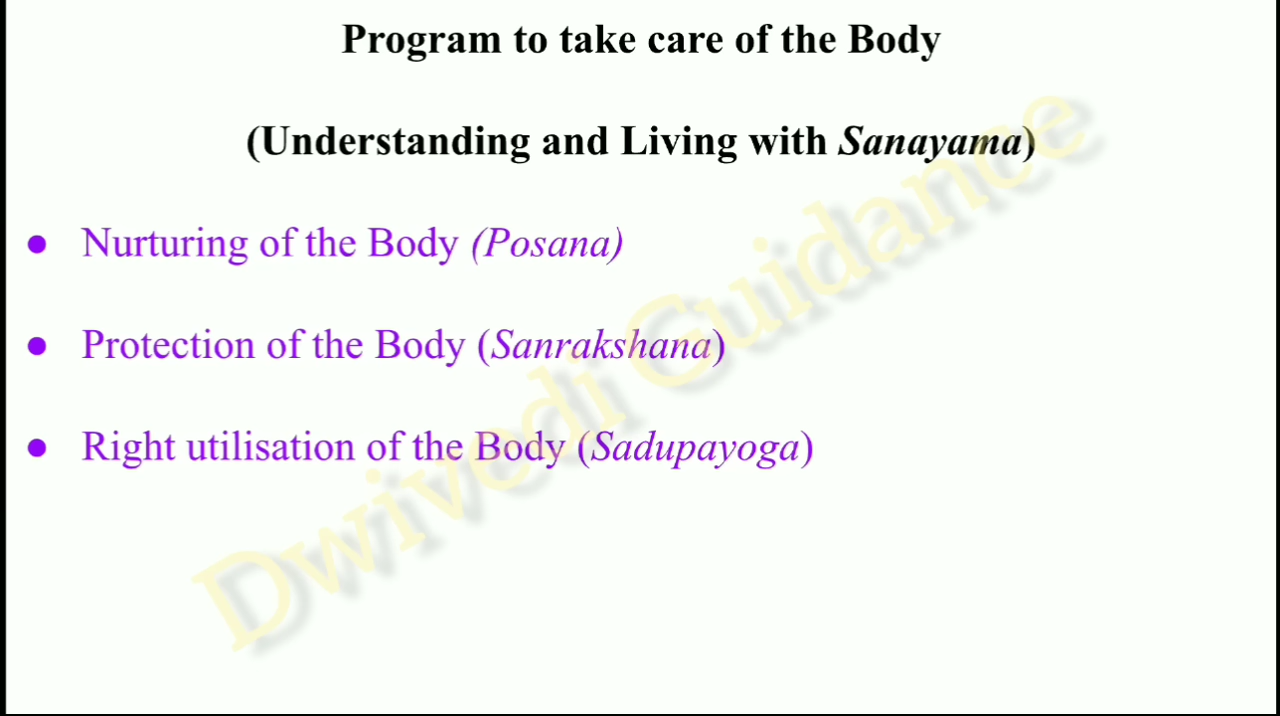 Program to take care of the Body
(Understanding and Living with Sanayama)
● Nurturing of the Body (Posana)
● Protection of the Body (Sanrakshana)
● Right utilisation of the Body (Sadupayoga)
Dwivedi Guidance